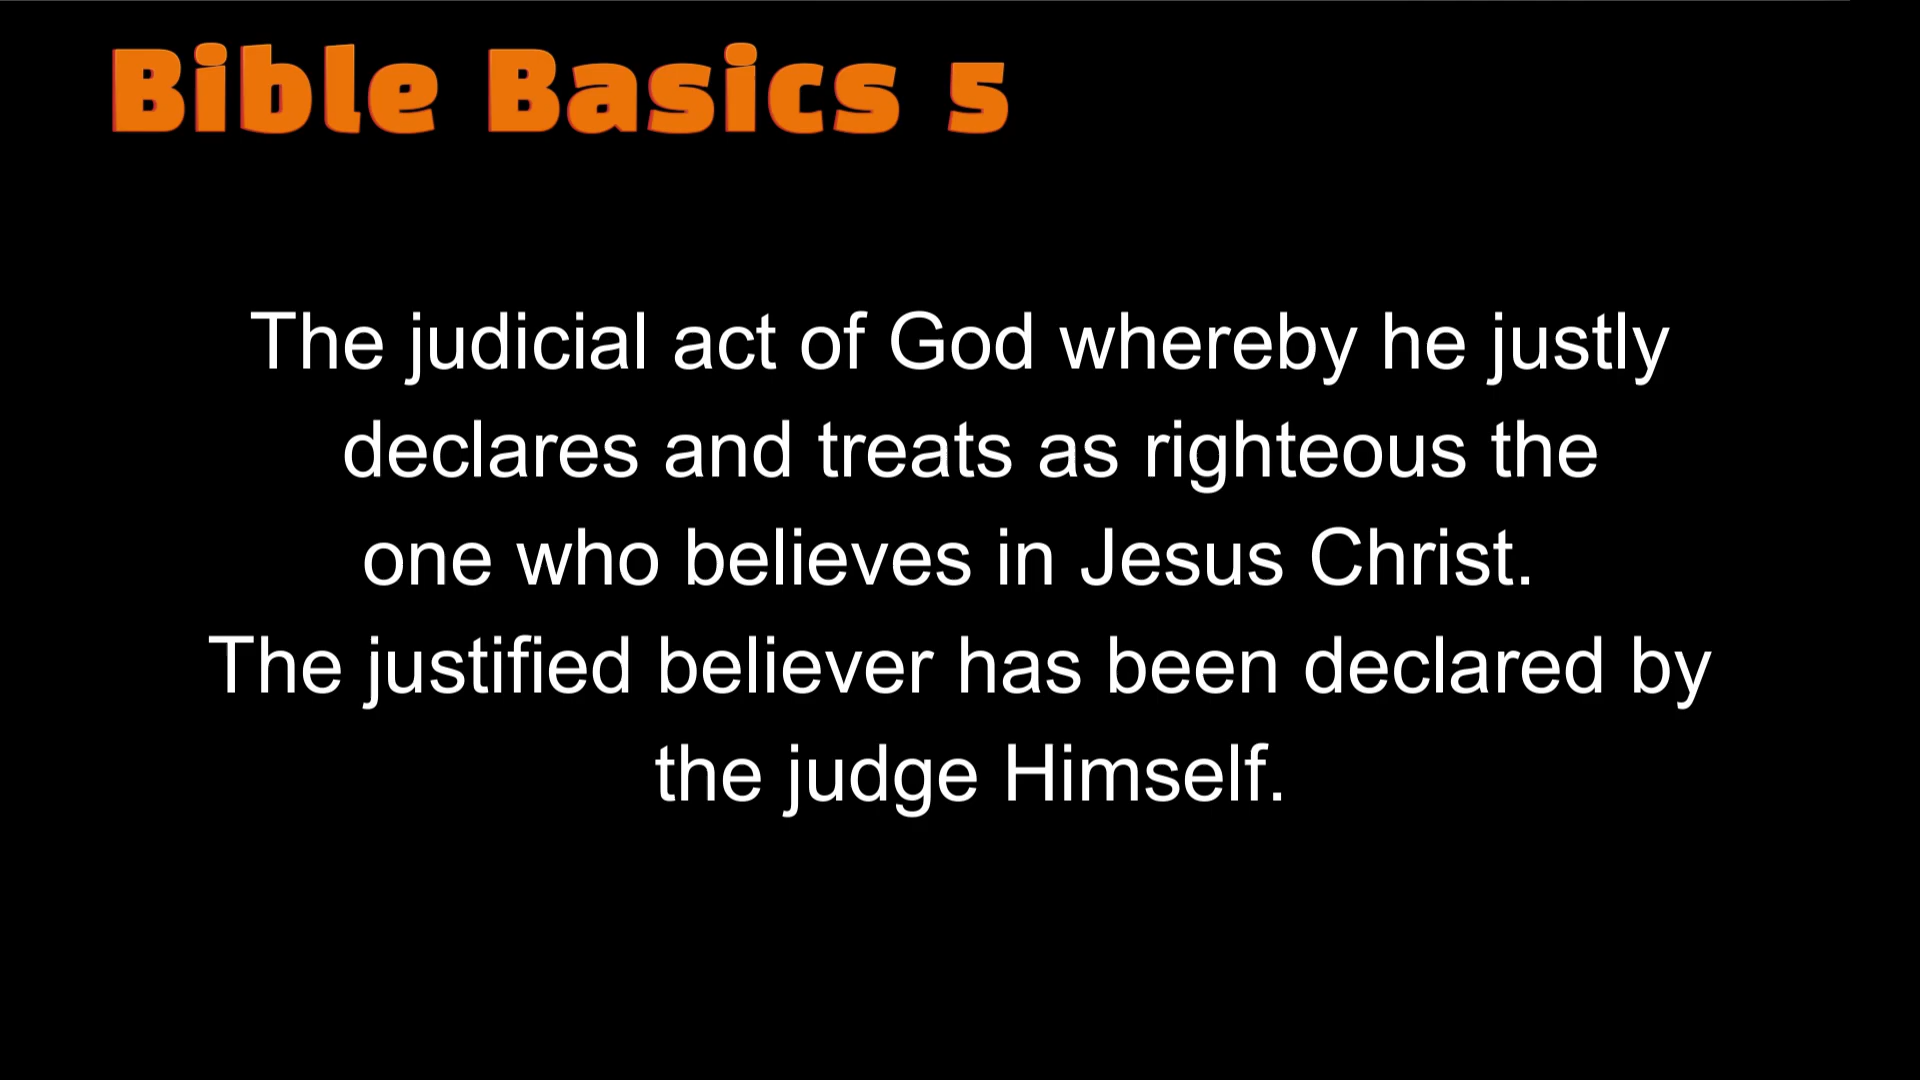 Bible Basics 5
The judicial act of God whereby he justly
declares and treats as righteous the
one who believes in Jesus Christ.
The justified believer has been declared by
the judge Himself.